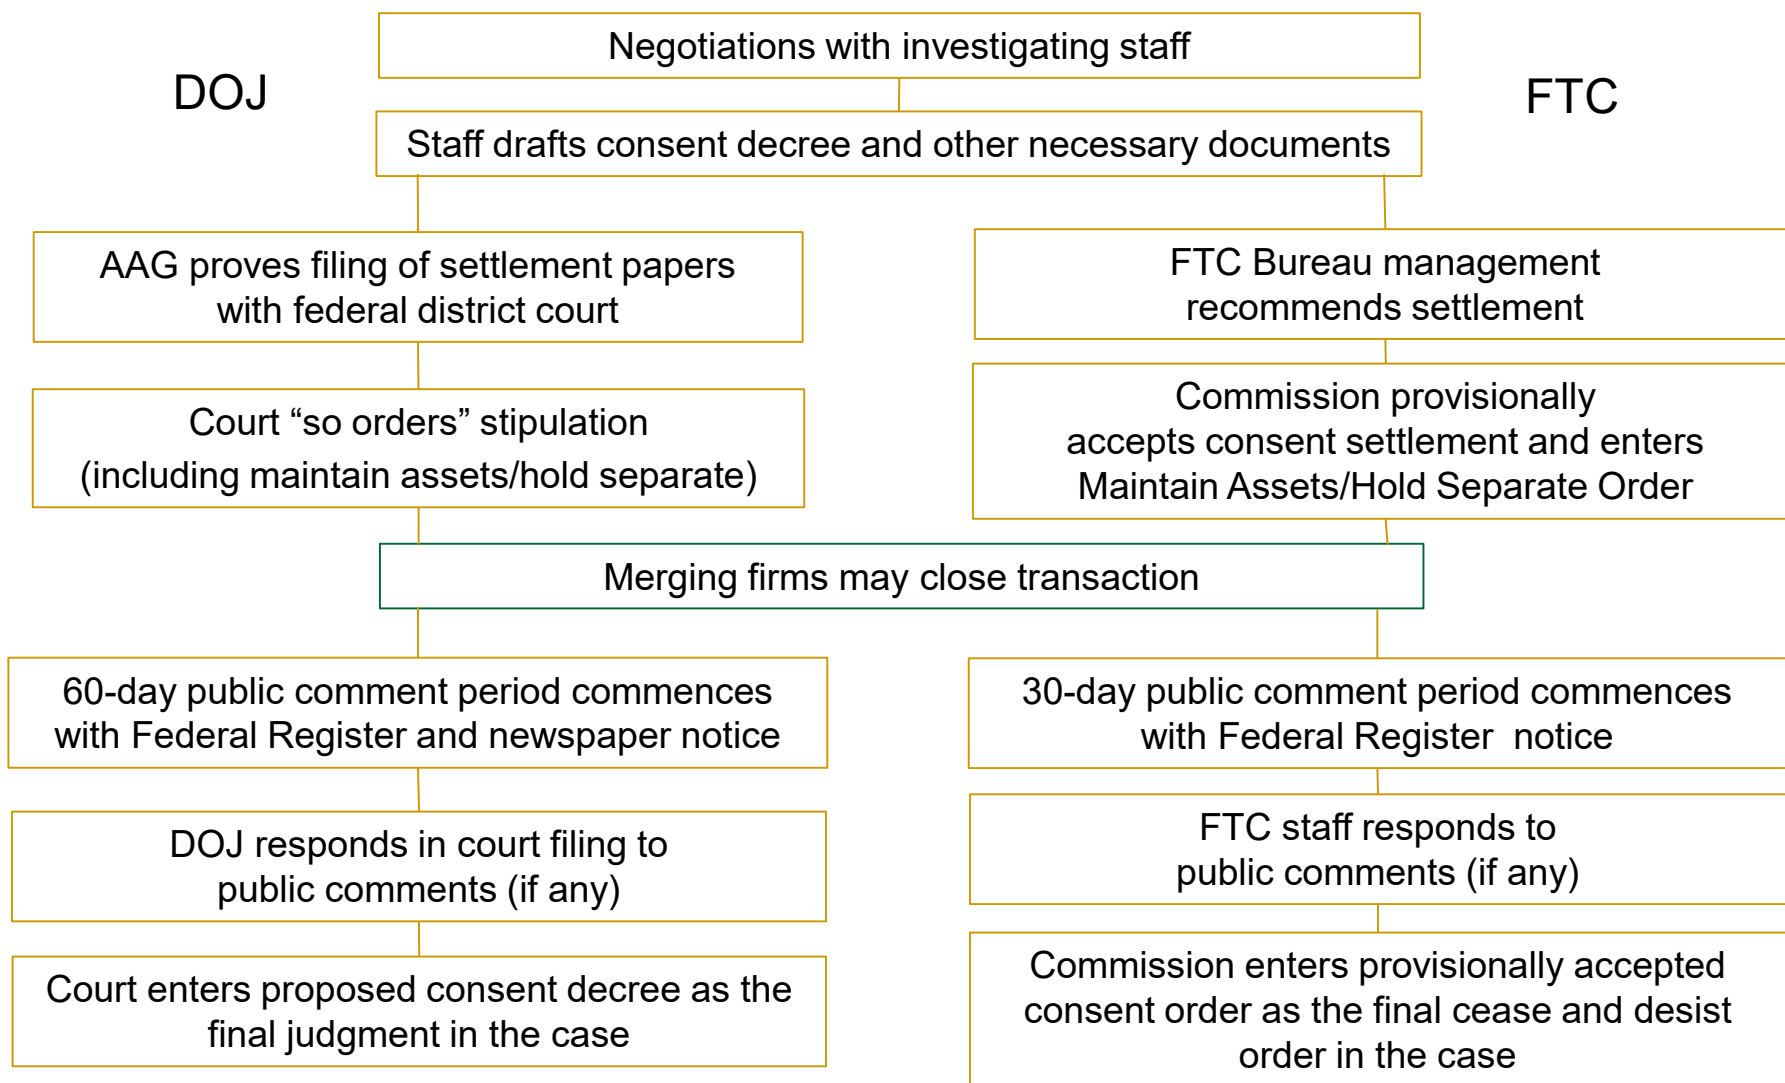 Negotiations with investigating staff
DOJ
FTC
Staff drafts consent decree and other necessary documents
AAG proves filing of settlement papers
with federal district court
FTC Bureau management
recommends settlement
Court “so orders” stipulation
(including maintain assets/hold separate)
Commission provisionally
accepts consent settlement and enters
Maintain Assets/Hold Separate Order
Merging firms may close transaction
60-day public comment period commences
with Federal Register and newspaper notice
30-day public comment period commences
with Federal Register notice
DOJ responds in court filing to
public comments (if any)
FTC staff responds to
public comments (if any)
Court enters proposed consent decree as the
final judgment in the case
Commission enters provisionally accepted
consent order as the final cease and desist
order in the case